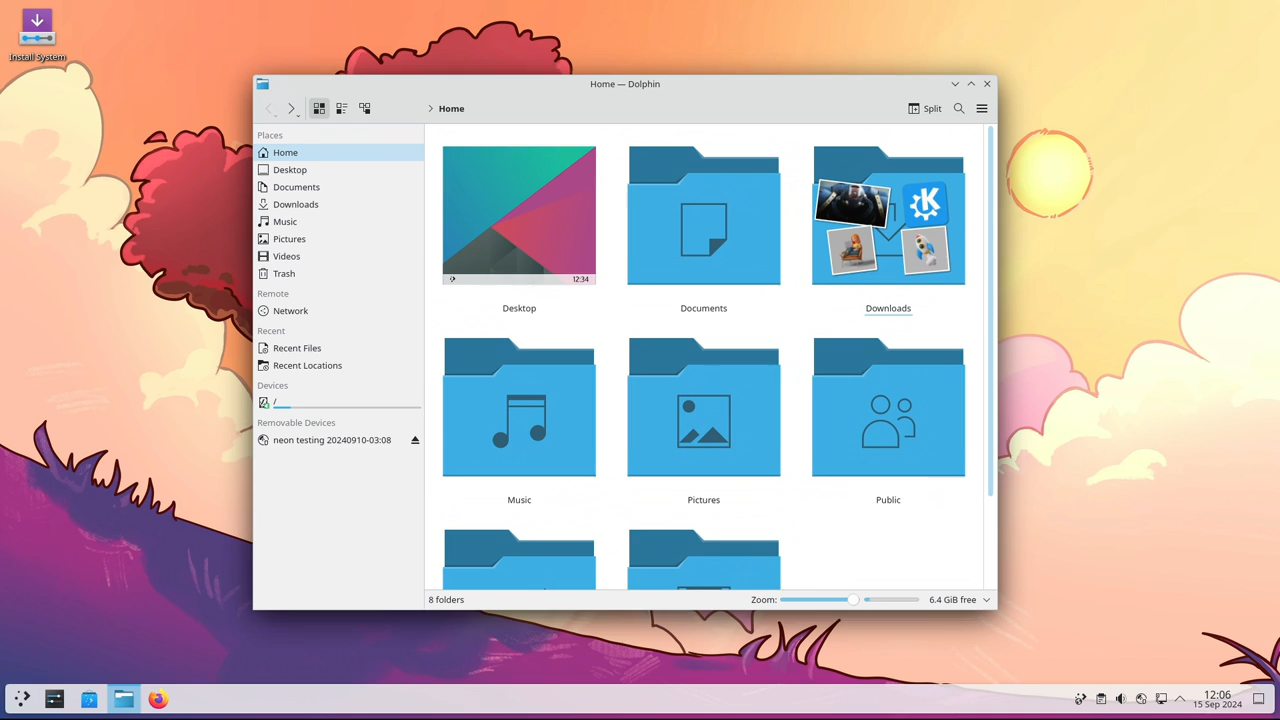 Install System
Home — Dolphin
Home
Split
Places
Home
Desktop
Documents
Downloads
Music
Pictures
Videos
Trash
Remote
Network
Recent
Recent Files
Recent Locations
Devices
/
Removable Devices
neon testing 20240910-03:08
12:34
K
Desktop
Documents
Downloads
Music
Pictures
Public
8 folders
Zoom:
6.4 GiB free
12:06
15 Sep 2024